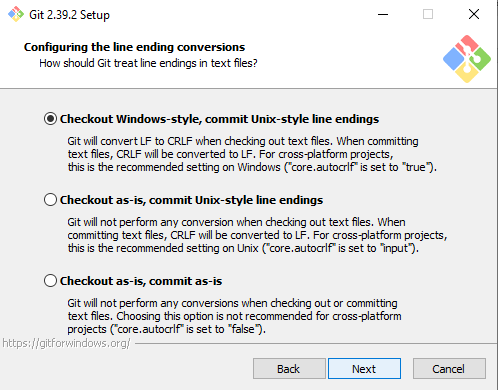 Git 2.39.2 Setup
Configuring the line ending conversions
How should Git treat line endings in text files?
Checkout Windows-style, commit Unix-style line endings
Git will convert LF to CRLF when checking out text files. When committing
text files, CRLF will be converted to LF. For cross-platform projects,
this is the recommended setting on Windows ("core.autocrlf" is set to "true").
Checkout as-is, commit Unix-style line endings
Git will not perform any conversion when checking out text files. When
committing text files, CRLF will be converted to LF. For cross-platform projects,
this is the recommended setting on Unix ("core.autocrlf" is set to "input").
Checkout as-is, commit as-is
Git will not perform any conversions when checking out or committing
text files. Choosing this option is not recommended for cross-platform
projects ("core.autocrlf" is set to "false").
https://gitforwindows.org/
Back Next Cancel